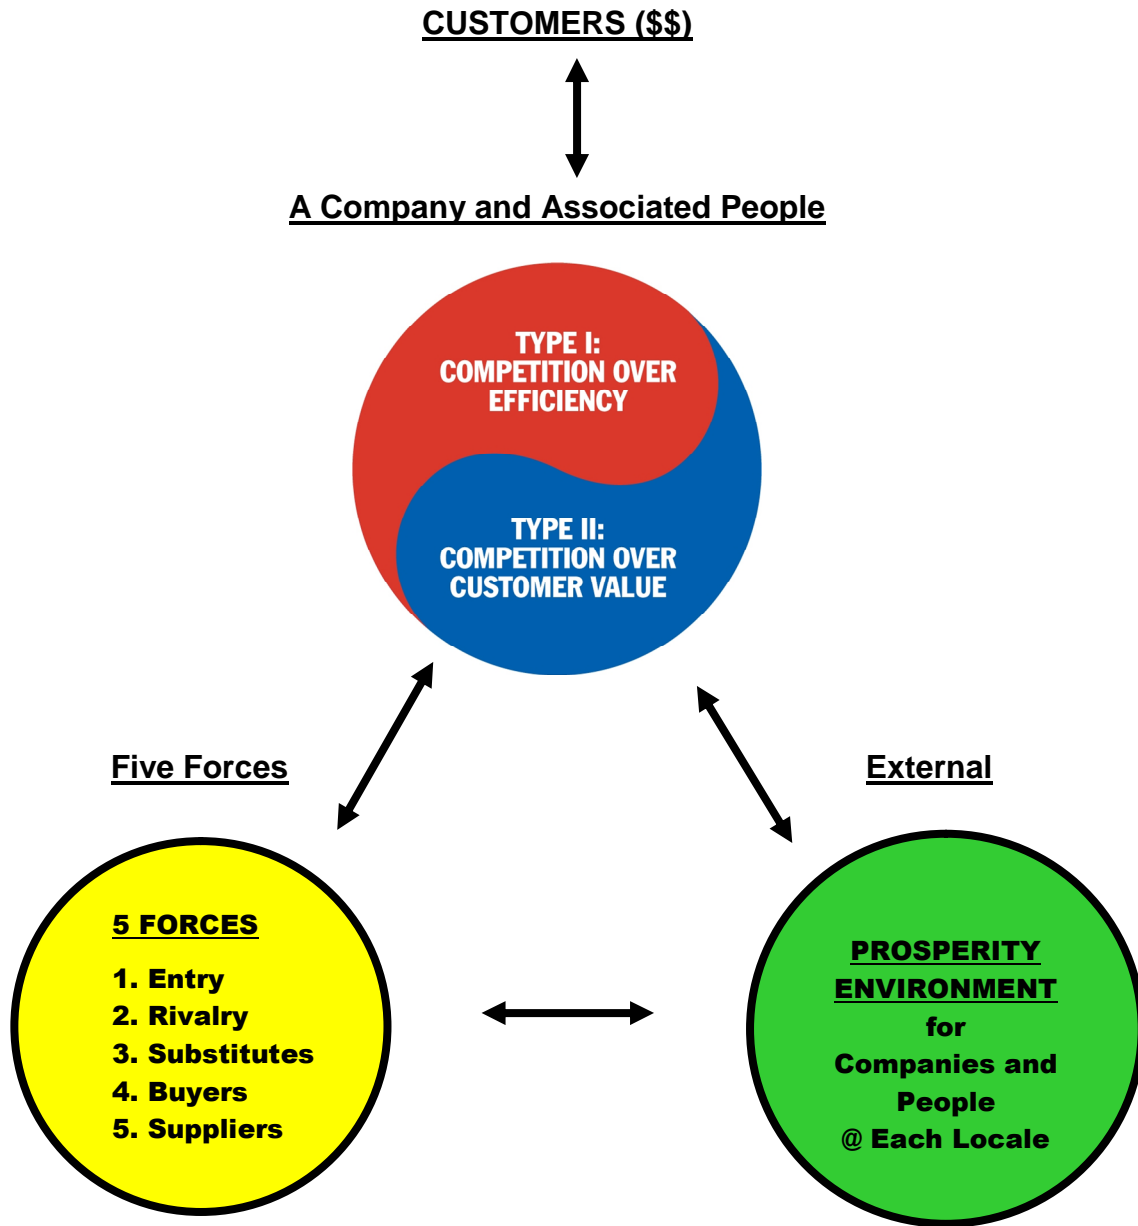 CUSTOMERS ($$)
A Company and Associated People
TYPE I:
COMPETITION OVER
EFFICIENCY
TYPE II:
COMPETITION OVER
CUSTOMER VALUE
Five Forces
External
5 FORCES
1. Entry
2. Rivalry
3. Substitutes
4. Buyers
5. Suppliers
PROSPERITY
ENVIRONMENT
for
Companies and
People
@ Each Locale